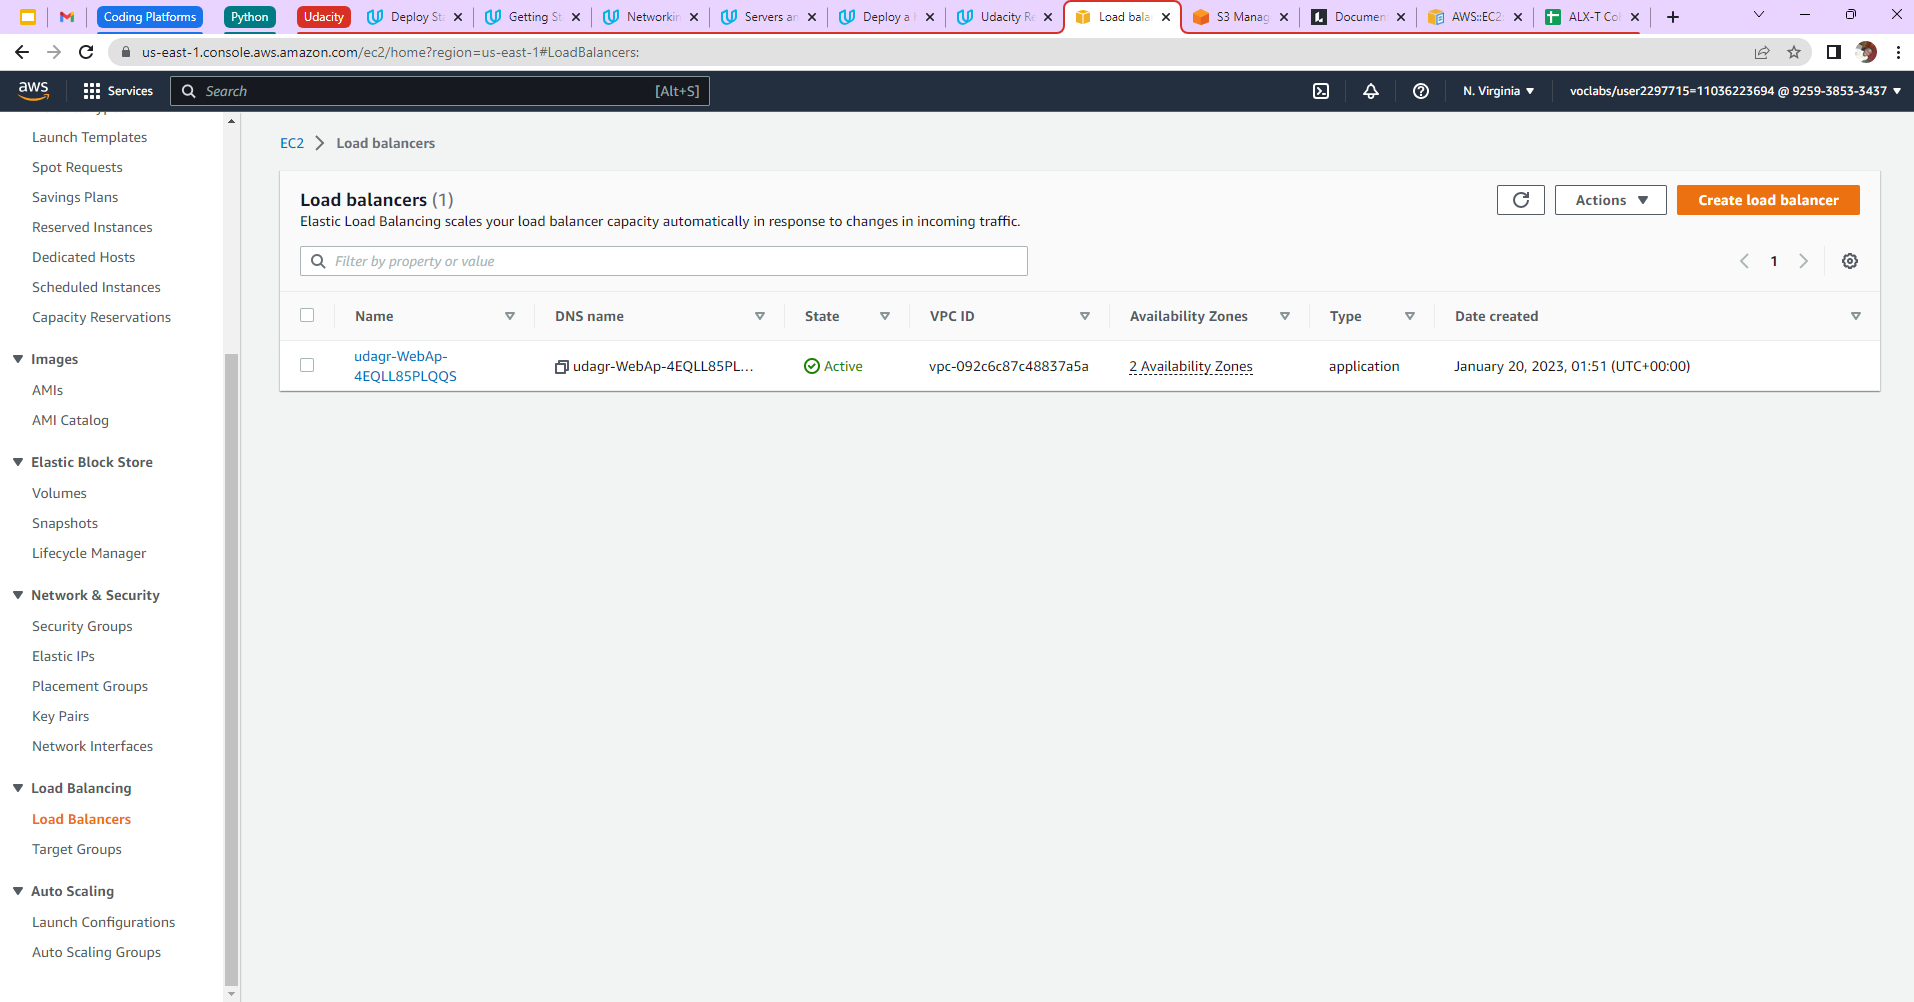 Coding Platforms
Python
Udacity
Deploy Sta
Getting St
Networkin
Servers an
Deploy a
Udacity Re
Load balan
S3 Manag
Documen
AWS::EC2:
ALX-T Co
us-east-1.console.aws.amazon.com/ec2/home?region=us-east-1#LoadBalancers:
aws
Services
Search
[Alt+S]
N. Virginia
voclabs/user2297715=11036223694 @ 9259-3853-3437
Launch Templates
Spot Requests
Savings Plans
Reserved Instances
Dedicated Hosts
Scheduled Instances
Capacity Reservations
Images
AMIs
AMI Catalog
Elastic Block Store
Volumes
Snapshots
Lifecycle Manager
Network & Security
Security Groups
Elastic IPs
Placement Groups
Key Pairs
Network Interfaces
Load Balancing
Load Balancers
Target Groups
Auto Scaling
Launch Configurations
Auto Scaling Groups
EC2 Load balancers
Load balancers (1)
Elastic Load Balancing scales your load balancer capacity automatically in response to changes in incoming traffic.
Actions
Create load balancer
Filter by property or value
1
Name
DNS name
State
VPC ID
Availability Zones
Type
Date created
udagr-WebAp-
4EQLL85PLQQS
udagr-WebAp-4EQLL85PL...
Active
vpc-092c6c87c48837a5a
2 Availability Zones
application
January 20, 2023, 01:51 (UTC+00:00)